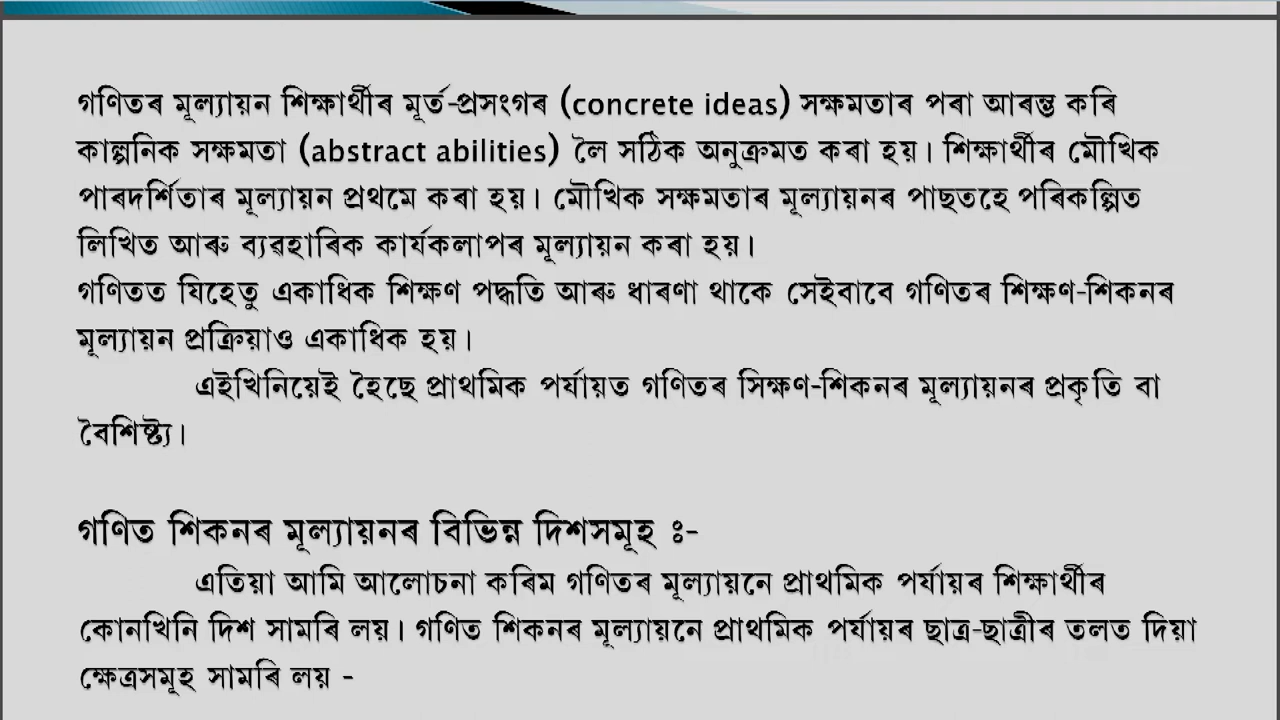 গণিতৰ মূল্যায়ন শিক্ষাৰ্থীৰ মূৰ্ত-প্ৰসংগৰ (concrete ideas) সক্ষমতাৰ পৰা আৰম্ভ কৰি
কাল্পনিক সক্ষমতা (abstract abilities) লৈ সঠিক অনুক্ৰমত কৰা হয়। শিক্ষাৰ্থীৰ মৌখিক
পাৰদৰ্শিতাৰ মূল্যায়ন প্ৰথমে কৰা হয়। মৌখিক সক্ষমতাৰ মূল্যায়নৰ পাছতহে পৰিকল্পিত
লিখিত আৰু ব্যৱহাৰিক কাৰ্যকলাপৰ মূল্যায়ন কৰা হয়।
গণিতত যিহেতু একাধিক শিক্ষণ পদ্ধতি আৰু ধাৰণা থাকে সেইবাবে গণিতৰ শিক্ষণ-শিকনৰ
মূল্যায়ন প্ৰক্ৰিয়াও একাধিক হয়।
এইখিনিয়েই হৈছে প্ৰাথমিক পৰ্যায়ত গণিতৰ সিক্ষণ-শিকনৰ মূল্যায়নৰ প্ৰকৃতি বা
বৈশিষ্ট্য।
গণিত শিকনৰ মূল্যায়নৰ বিভিন্ন দিশসমূহ ঃ-
এতিয়া আমি আলোচনা কৰিম গণিতৰ মূল্যায়নে প্ৰাথমিক পৰ্যায়ৰ শিক্ষাৰ্থীৰ
কোনখিনি দিশ সামৰি লয়। গণিত শিকনৰ মূল্যায়নে প্ৰাথমিক পৰ্যায়ৰ ছাত্ৰ-ছাত্ৰীৰ তলত দিয়া
ক্ষেত্ৰসমূহ সামৰি লয় -